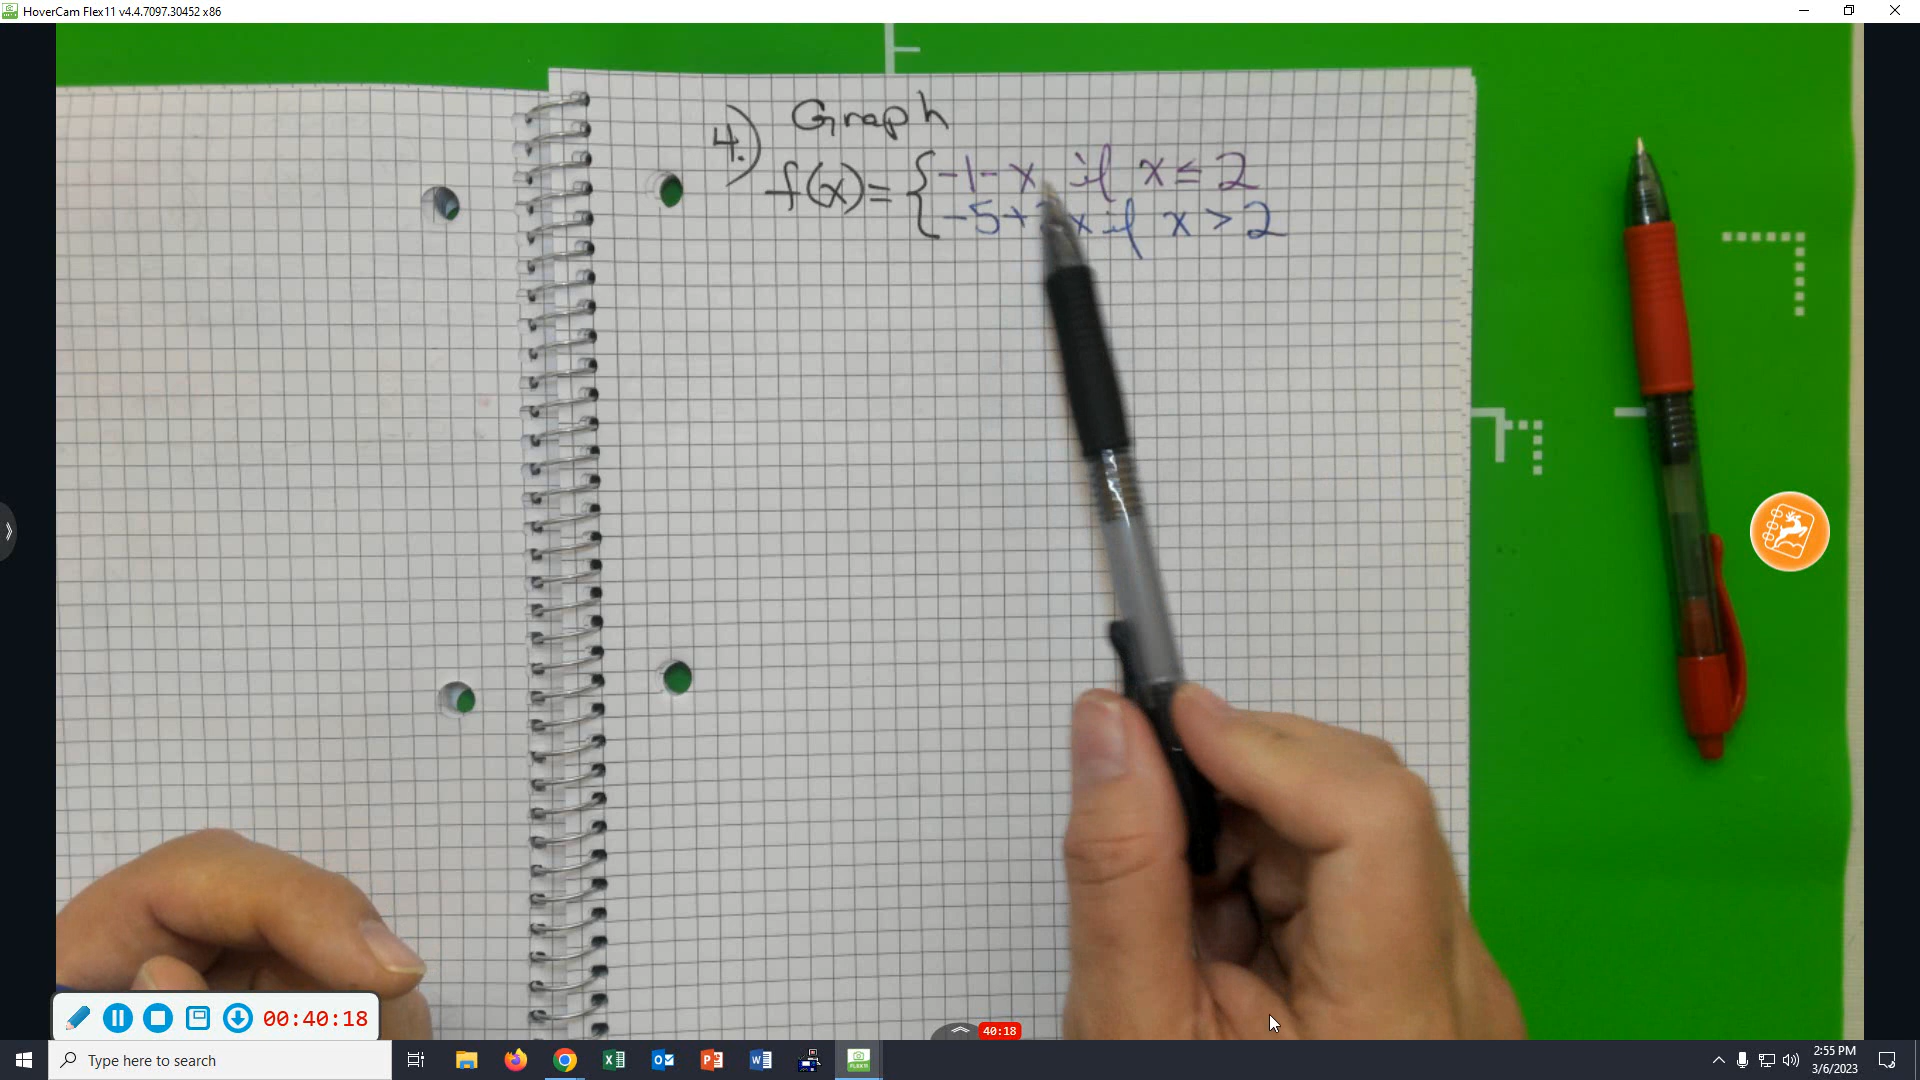 HoverCam Flex11 v4.4.7097.30452 x86
4.) Graph
f(x) = { -1 - x if x ≤ 2
-5 + x if x > 2
00:40:18
40:18
Type here to search
2:55 PM
3/6/2023